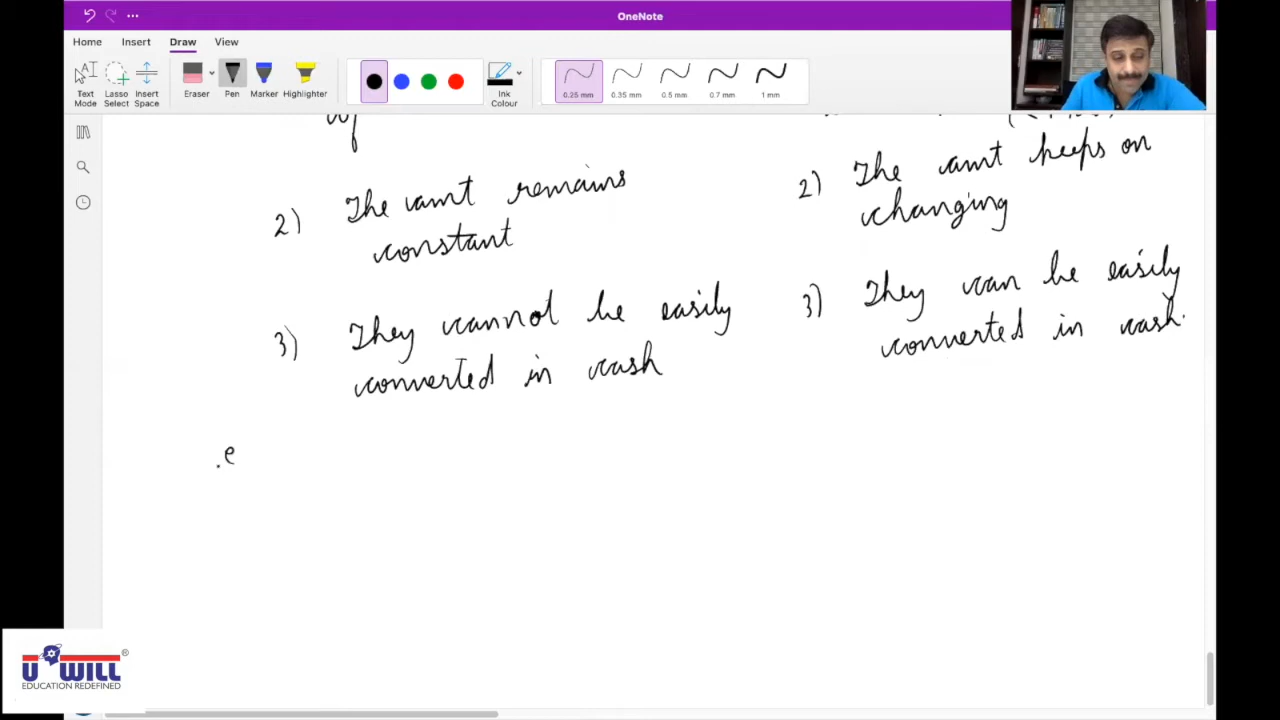 OneNote
Home Insert Draw View
Text Mode
Lasso Select
Insert Space
Eraser
Pen
Marker
Highlighter
Ink Colour
0.25 mm 0.35 mm 0.5 mm 0.7 mm 1 mm
2) The amt remains
constant
2) The amt keeps on
changing
3) They cannot be easily
converted in cash
3) They can be easily
converted in cash.
e
U WILL ®
EDUCATION REDEFINED